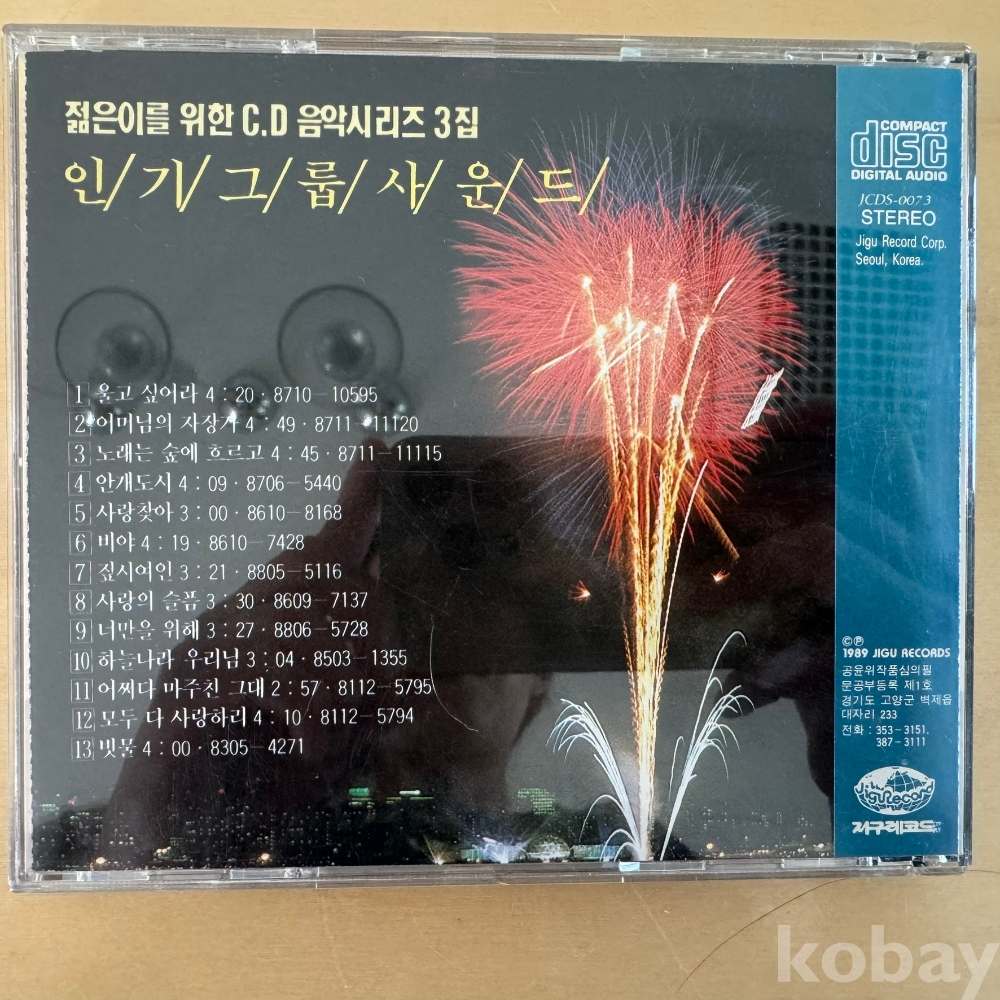 젊은이를 위한 C.D 음악시리즈 3집
인/기/그/룹/사/운/드/
1 울고 싶어라 4 : 20 · 8710-10595
2 어머님의 자장가 4 : 49 · 8711-11120
3 노래는 숲에 흐르고 4 : 45 · 8711-11115
4 안개도시 4 : 09 · 8706-5440
5 사랑찾아 3 : 00 · 8610-8168
6 비야 4 : 19 · 8610-7428
7 짚시여인 3 : 21 · 8805-5116
8 사랑의 슬픔 3 : 30 · 8609-7137
9 너만을 위해 3 : 27 · 8806-5728
10 하늘나라 우리님 3 : 04 · 8503-1355
11 어쩌다 마주친 그대 2 : 57 · 8112-5795
12 모두 다 사랑하리 4 : 10 · 8112-5794
13 빗물 4 : 00 · 8305-4271
COMPACT
disc
DIGITAL AUDIO
JCDS-0073
STEREO
Jigu Record Corp.
Seoul, Korea.
©℗
1989 JIGU RECORDS
공윤위작품심의필
문공부등록 제1호
경기도 고양군 벽제읍
대자리 233
전화 : 353-3151,
387-3111
Jigu Record
지구레코드
kobay